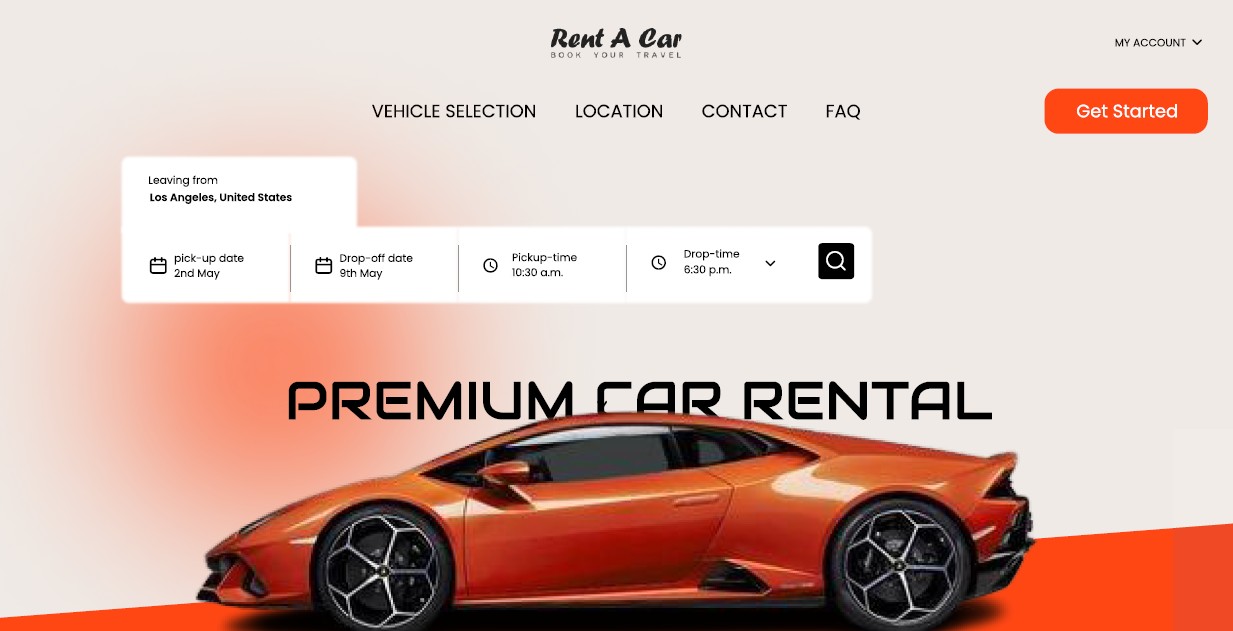 Rent A Car
BOOK YOUR TRAVEL
MY ACCOUNT
VEHICLE SELECTION LOCATION CONTACT FAQ
Get Started
Leaving from
Los Angeles, United States
pick-up date
2nd May
Drop-off date
9th May
Pickup-time
10:30 a.m.
Drop-time
6:30 p.m.
PREMIUM CAR RENTAL